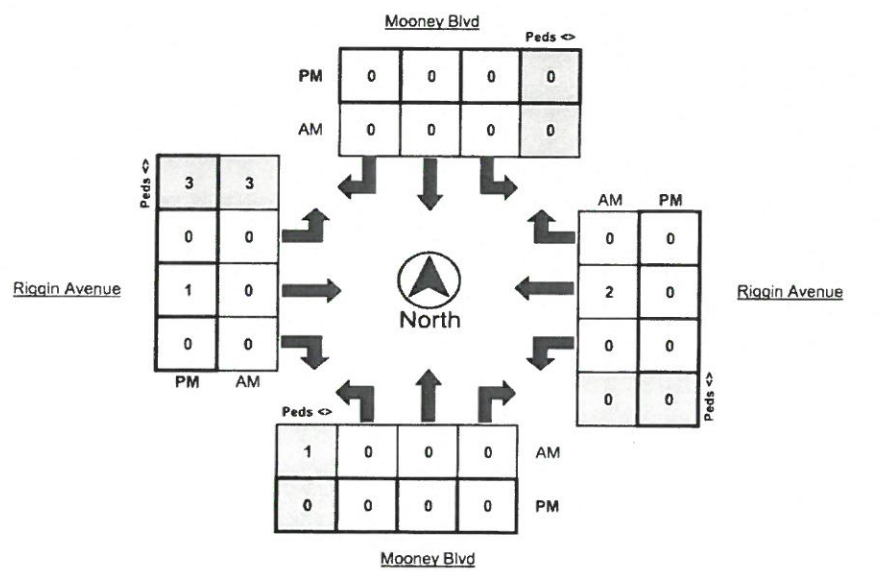 Mooney Blvd
Peds <>
PM 0 0 0 0
AM 0 0 0 0
Peds <> 3 3
0 0
1 0
0 0
PM AM
Riggin Avenue
North
AM PM
0 0
2 0
0 0
0 0 Peds <>
Riggin Avenue
Peds <>
1 0 0 0 AM
0 0 0 0 PM
Mooney Blvd